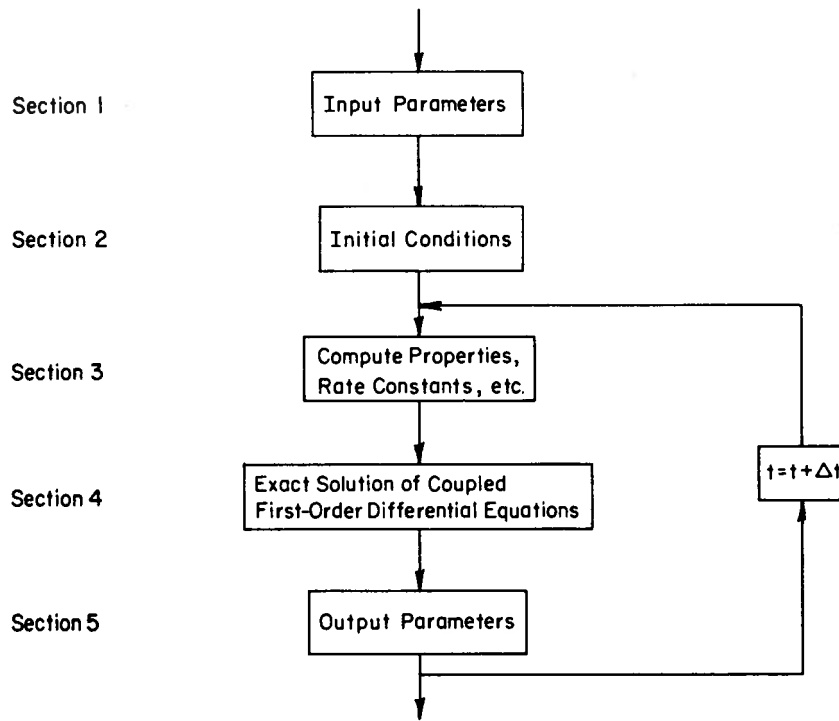 Section 1
Input Parameters
Section 2
Initial Conditions
Section 3
Compute Properties,
Rate Constants, etc.
Section 4
Exact Solution of Coupled
First-Order Differential Equations
t=t+Δt
Section 5
Output Parameters